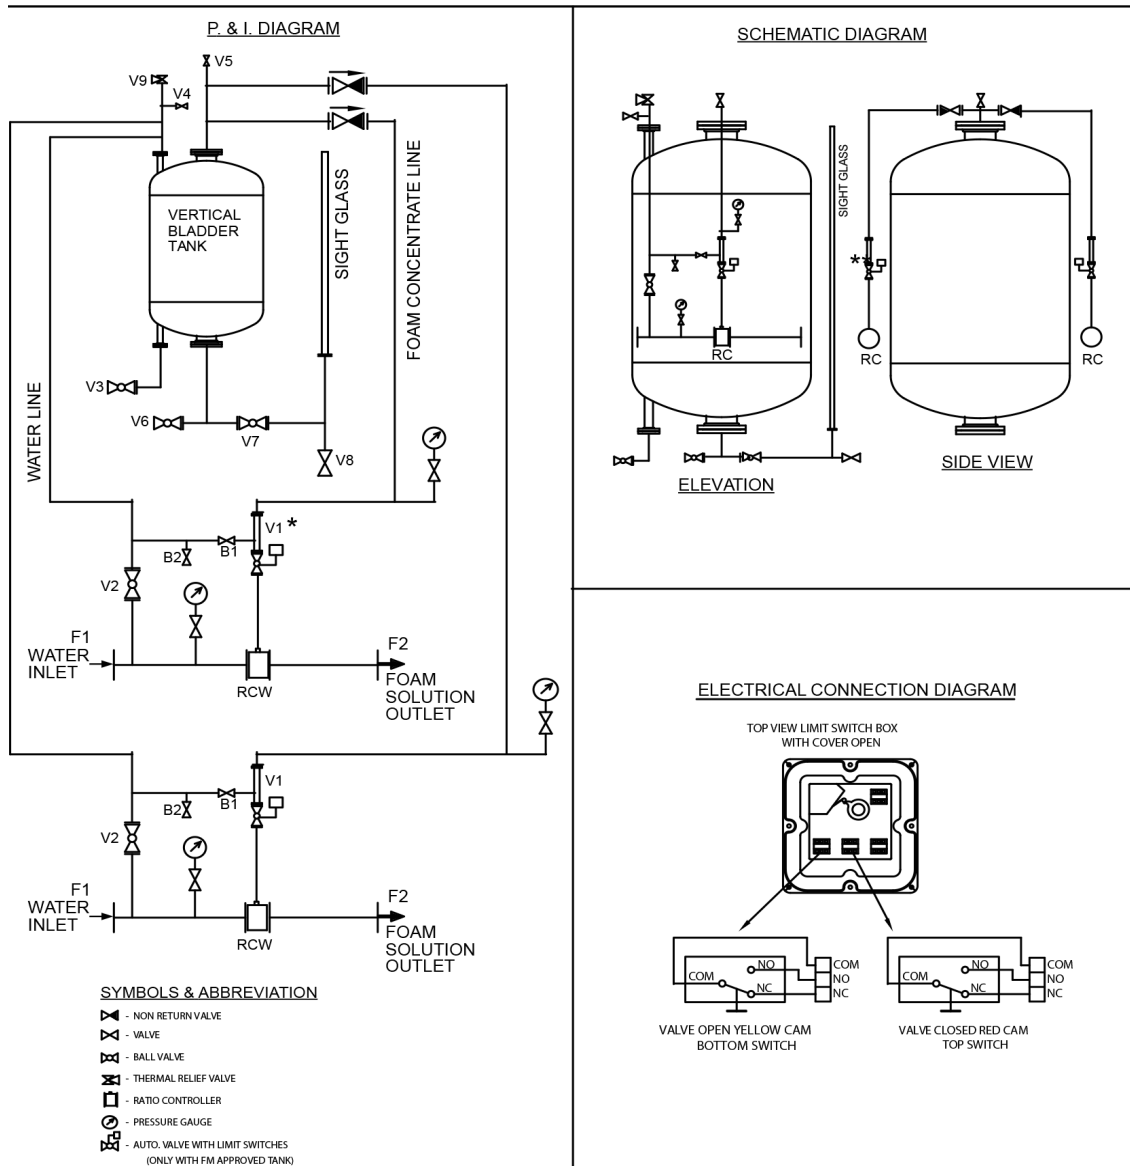 P. & I. DIAGRAM
V5
V9
V4
VERTICAL
BLADDER
TANK
SIGHT GLASS
FOAM CONCENTRATE LINE
WATER LINE
V3
V6
V7
V8
V1 *
B2
B1
V2
F1
WATER
INLET
RCW
F2
FOAM
SOLUTION
OUTLET
V1
B2
B1
V2
F1
WATER
INLET
RCW
F2
FOAM
SOLUTION
OUTLET
SYMBOLS & ABBREVIATION
- NON RETURN VALVE
- VALVE
- BALL VALVE
- THERMAL RELIEF VALVE
- RATIO CONTROLLER
- PRESSURE GAUGE
- AUTO. VALVE WITH LIMIT SWITCHES
(ONLY WITH FM APPROVED TANK)
SCHEMATIC DIAGRAM
SIGHT GLASS
RC
ELEVATION
**
RC
RC
SIDE VIEW
ELECTRICAL CONNECTION DIAGRAM
TOP VIEW LIMIT SWITCH BOX
WITH COVER OPEN
COM
NO
NC
COM
NO
NC
VALVE OPEN YELLOW CAM
BOTTOM SWITCH
COM
NO
NC
COM
NO
NC
VALVE CLOSED RED CAM
TOP SWITCH